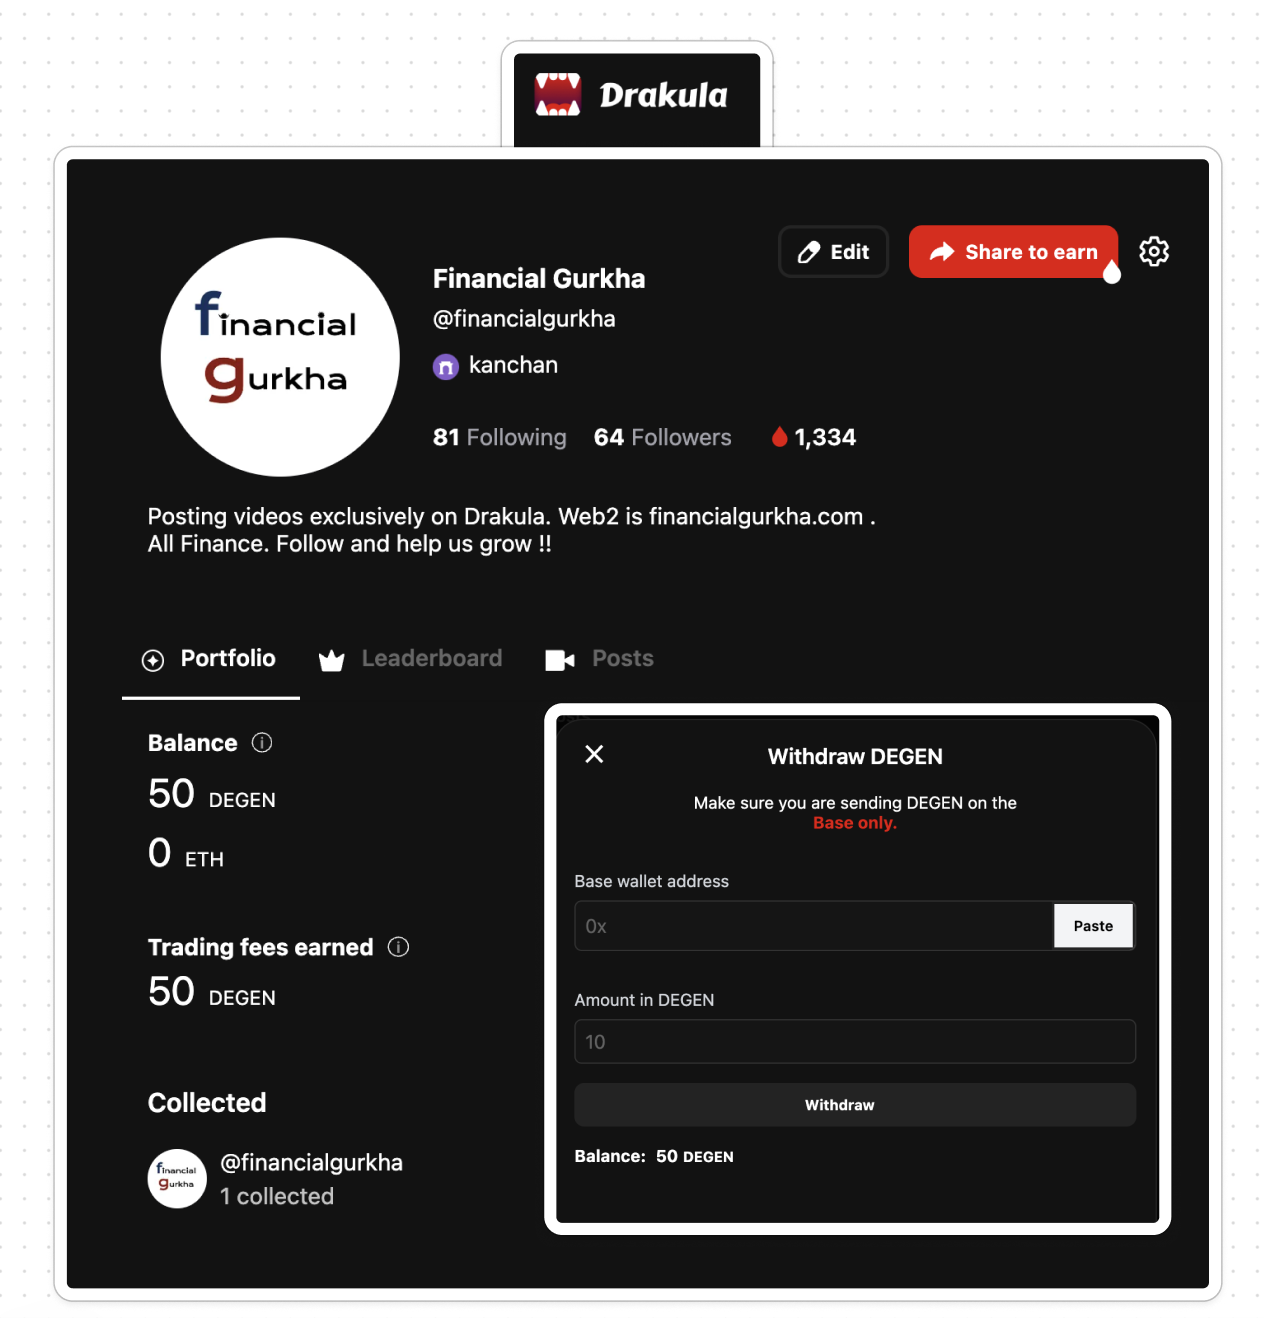 Drakula
Edit
Share to earn
financial
gurkha
Financial Gurkha
@financialgurkha
kanchan
81 Following 64 Followers 1,334
Posting videos exclusively on Drakula. Web2 is financialgurkha.com .
All Finance. Follow and help us grow !!
Portfolio Leaderboard Posts
Balance
50 DEGEN
0 ETH
Trading fees earned
50 DEGEN
Collected
financial
gurkha
@financialgurkha
1 collected
Withdraw DEGEN
Make sure you are sending DEGEN on the
Base only.
Base wallet address
0x
Paste
Amount in DEGEN
10
Withdraw
Balance: 50 DEGEN